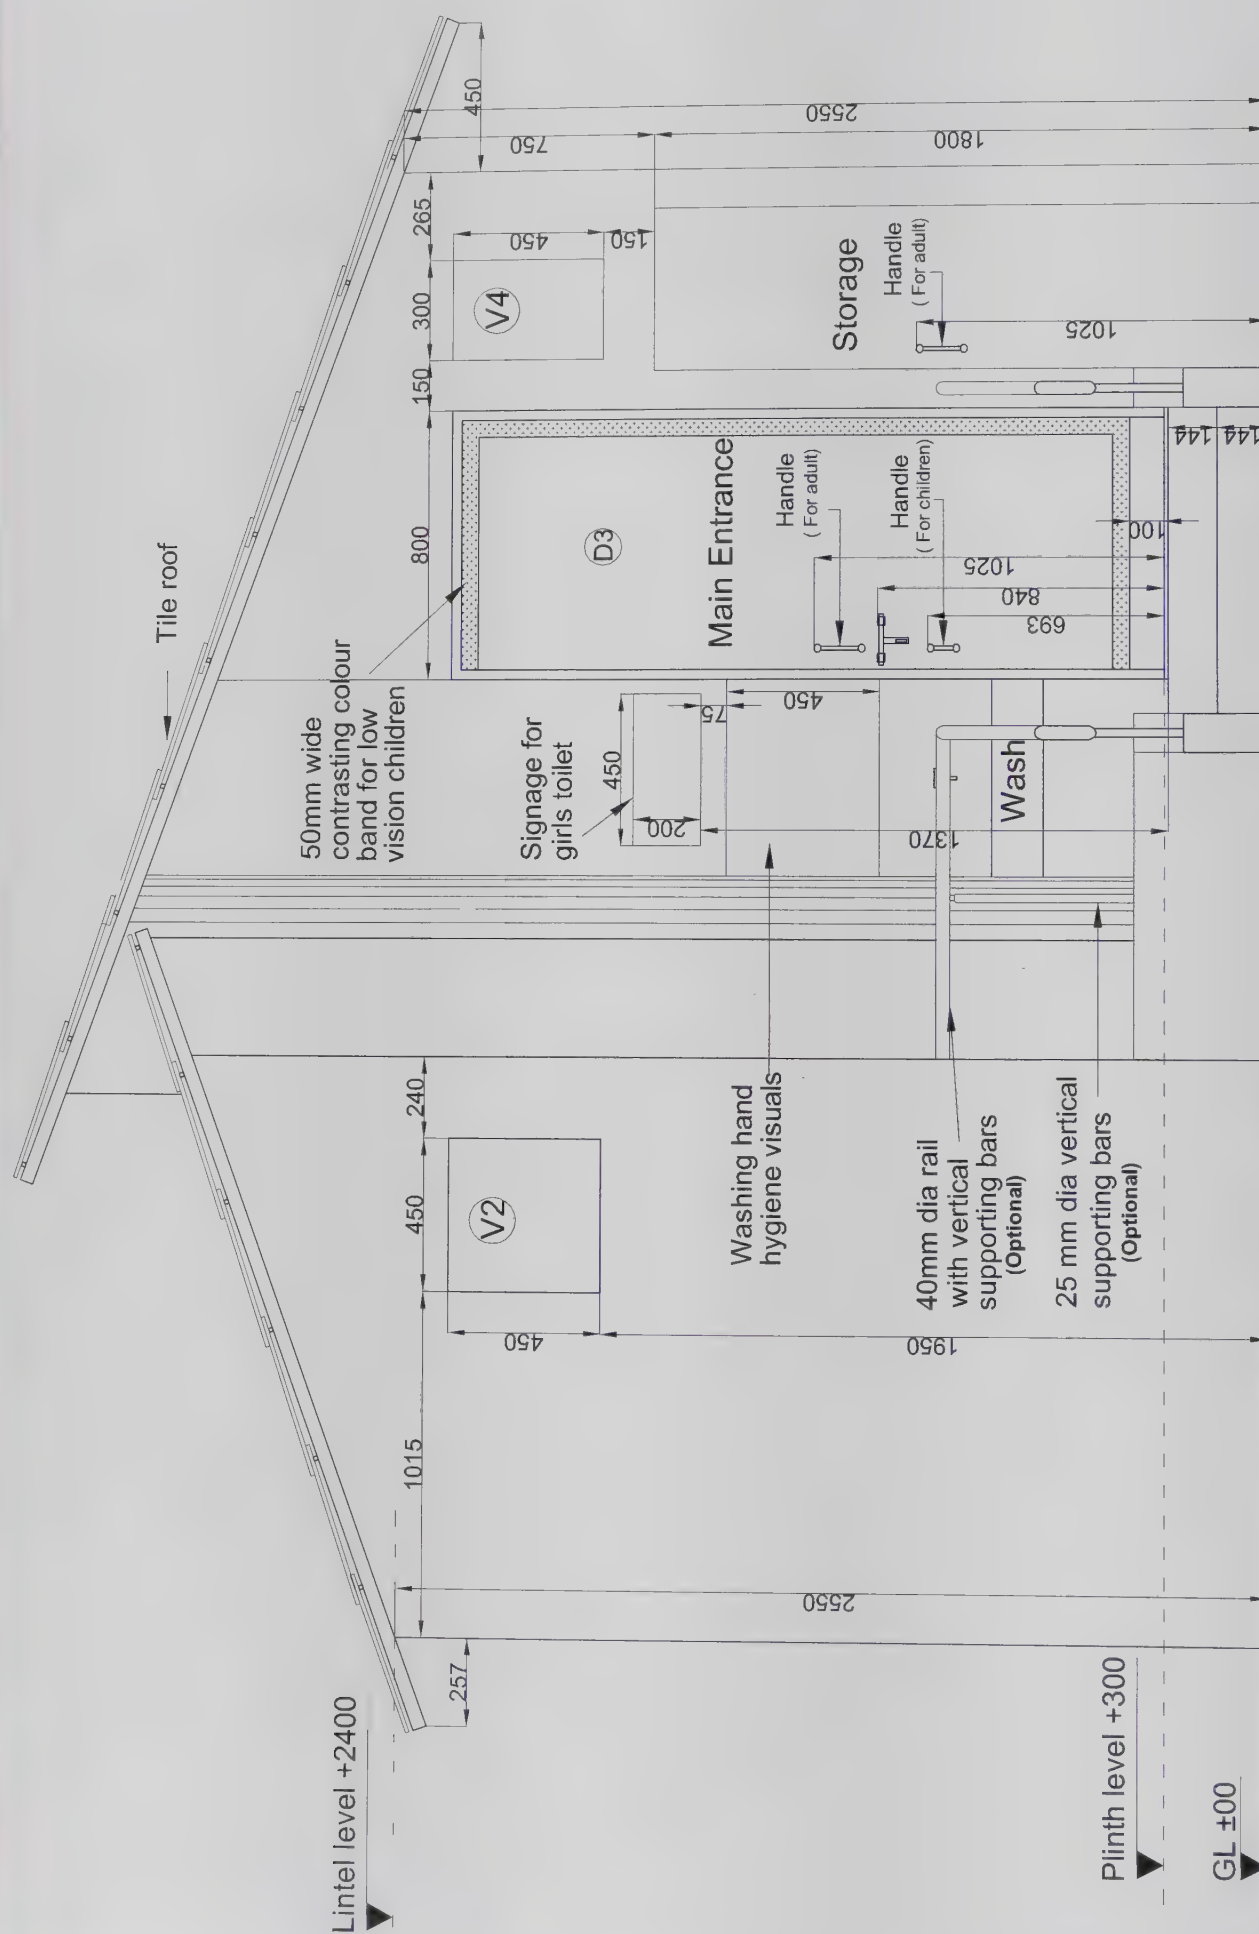 Tile roof
50mm wide
contrasting colour
band for low
vision children
Signage for
girls toilet
Lintel level +2400
257
1015
450
240
800
150
300
265
450
V2
450
1950
2550
D3
V4
450
150
750
2550
1800
450
200
75
450
1370
Main Entrance
Handle
( For adult)
Handle
( For children)
1025
840
693
100
144
144
Storage
Handle
( For adult)
1025
Wash
Washing hand
hygiene visuals
40mm dia rail
with vertical
supporting bars
(Optional)
25 mm dia vertical
supporting bars
(Optional)
Plinth level +300
GL ±00